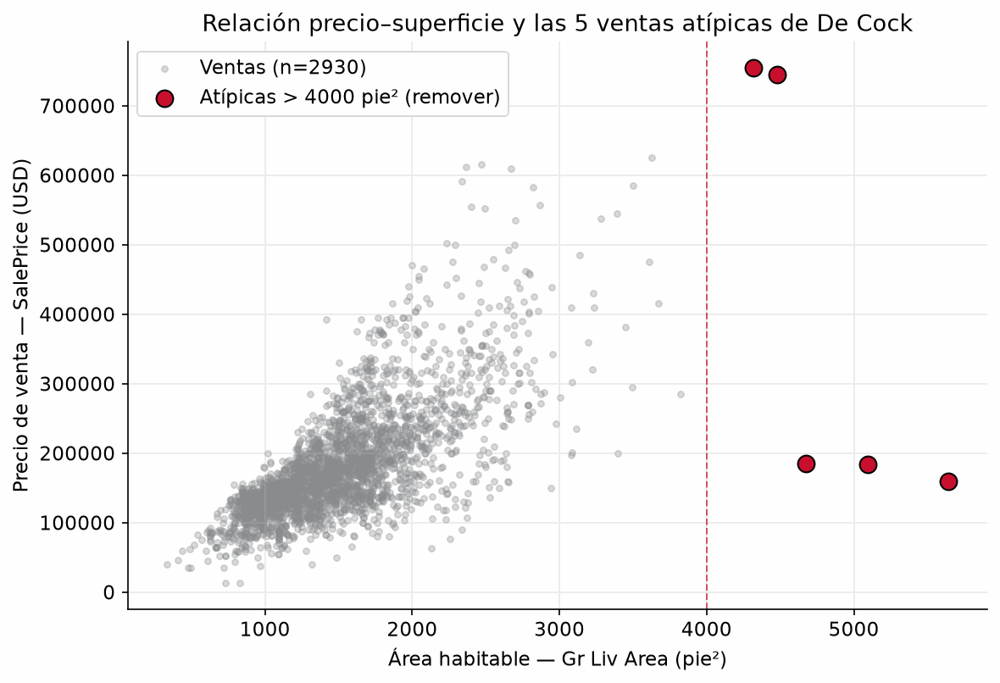 Relación precio–superficie y las 5 ventas atípicas de De Cock
Ventas (n=2930)
Atípicas > 4000 pie² (remover)
Precio de venta — SalePrice (USD)
700000
600000
500000
400000
300000
200000
100000
0
1000
2000
3000
4000
5000
Área habitable — Gr Liv Area (pie²)